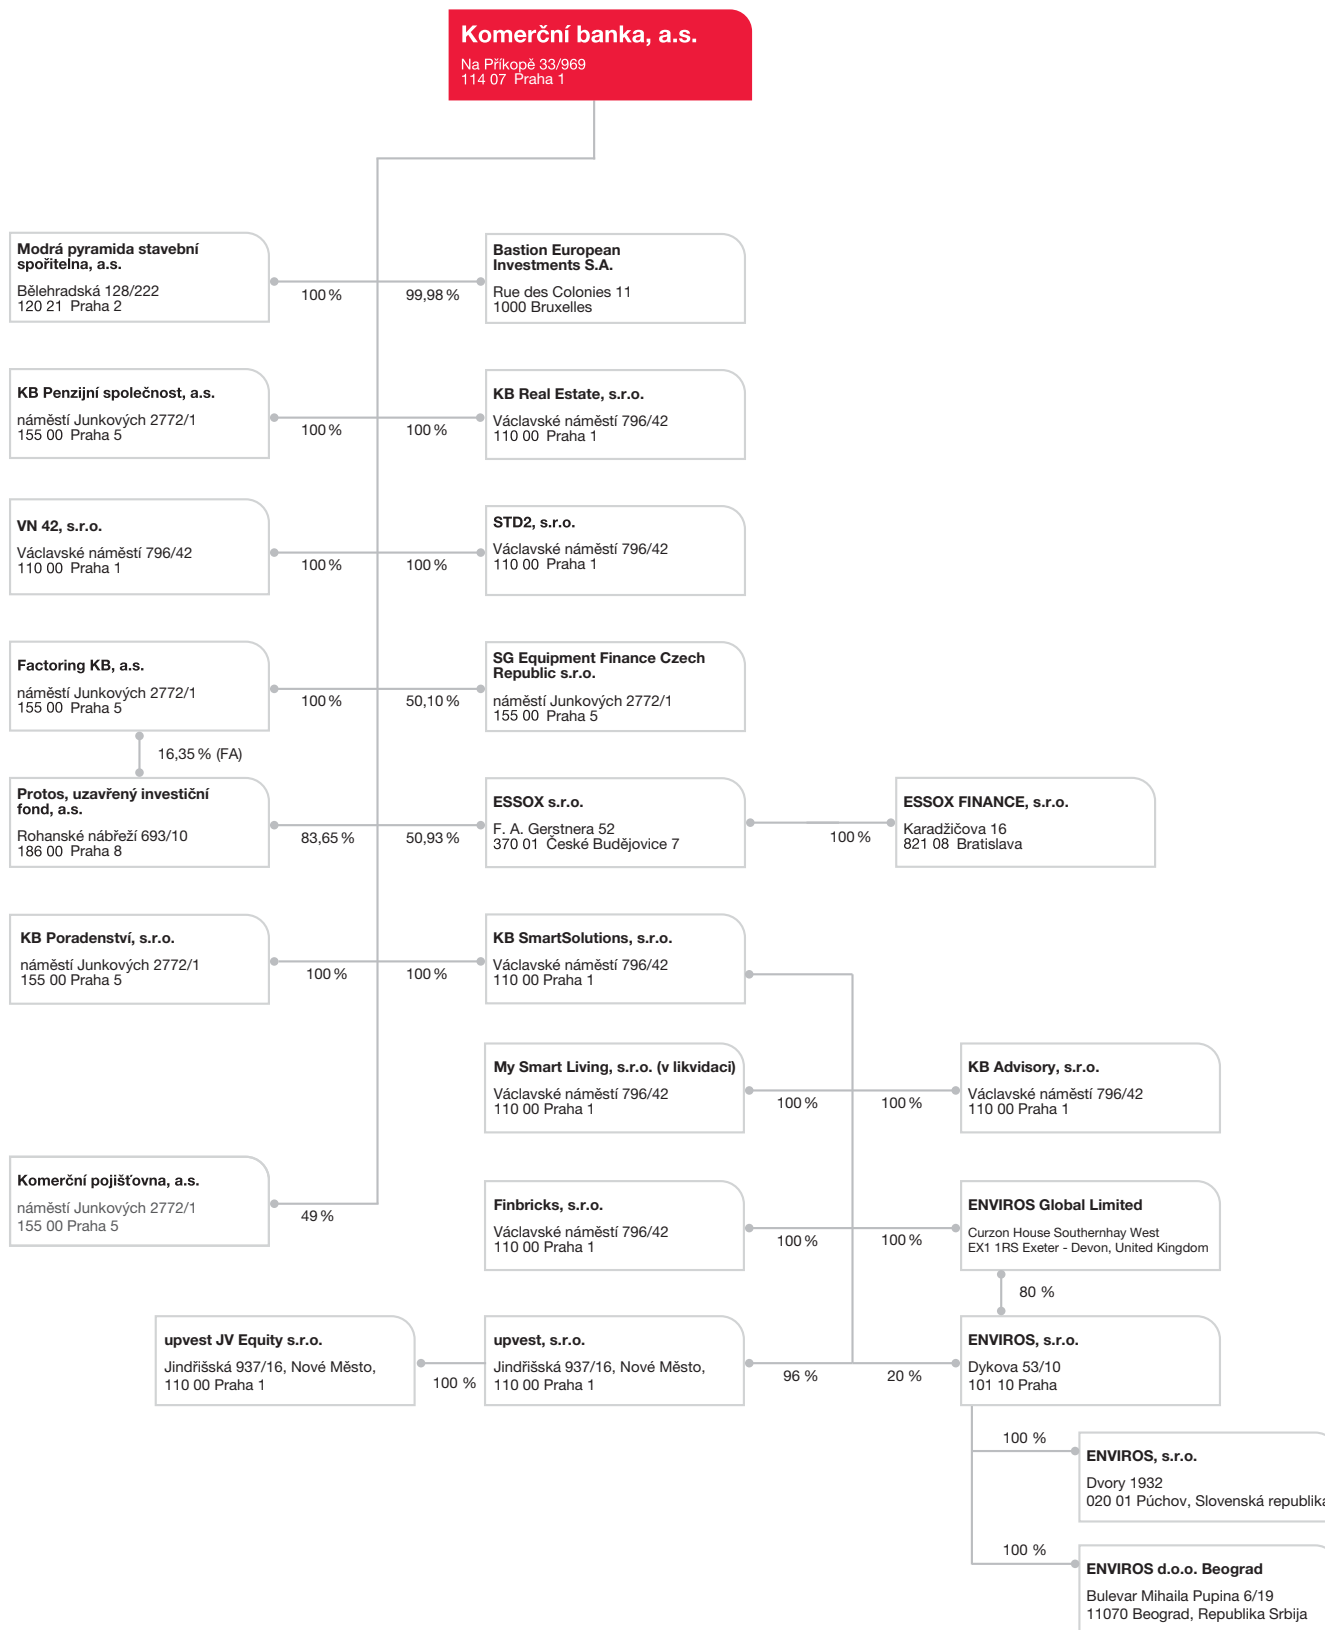 Komerční banka, a.s.
Na Příkopě 33/969
114 07 Praha 1
Modrá pyramida stavební
spořitelna, a.s.
Bělehradská 128/222
120 21 Praha 2
100 %
99,98 %
Bastion European
Investments S.A.
Rue des Colonies 11
1000 Bruxelles
KB Penzijní společnost, a.s.
náměstí Junkových 2772/1
155 00 Praha 5
100 %
100 %
KB Real Estate, s.r.o.
Václavské náměstí 796/42
110 00 Praha 1
VN 42, s.r.o.
Václavské náměstí 796/42
110 00 Praha 1
100 %
100 %
STD2, s.r.o.
Václavské náměstí 796/42
110 00 Praha 1
Factoring KB, a.s.
náměstí Junkových 2772/1
155 00 Praha 5
100 %
50,10 %
SG Equipment Finance Czech
Republic s.r.o.
náměstí Junkových 2772/1
155 00 Praha 5
16,35 % (FA)
Protos, uzavřený investiční
fond, a.s.
Rohanské nábřeží 693/10
186 00 Praha 8
83,65 %
50,93 %
ESSOX s.r.o.
F. A. Gerstnera 52
370 01 České Budějovice 7
100 %
ESSOX FINANCE, s.r.o.
Karadžičova 16
821 08 Bratislava
KB Poradenství, s.r.o.
náměstí Junkových 2772/1
155 00 Praha 5
100 %
100 %
KB SmartSolutions, s.r.o.
Václavské náměstí 796/42
110 00 Praha 1
My Smart Living, s.r.o. (v likvidaci)
Václavské náměstí 796/42
110 00 Praha 1
100 %
100 %
KB Advisory, s.r.o.
Václavské náměstí 796/42
110 00 Praha 1
Komerční pojišťovna, a.s.
náměstí Junkových 2772/1
155 00 Praha 5
49 %
Finbricks, s.r.o.
Václavské náměstí 796/42
110 00 Praha 1
100 %
100 %
ENVIROS Global Limited
Curzon House Southernhay West
EX1 1RS Exeter - Devon, United Kingdom
80 %
upvest JV Equity s.r.o.
Jindřišská 937/16, Nové Město,
110 00 Praha 1
100 %
upvest, s.r.o.
Jindřišská 937/16, Nové Město,
110 00 Praha 1
96 %
20 %
ENVIROS, s.r.o.
Dykova 53/10
101 10 Praha
100 %
ENVIROS, s.r.o.
Dvory 1932
020 01 Púchov, Slovenská republika
100 %
ENVIROS d.o.o. Beograd
Bulevar Mihaila Pupina 6/19
11070 Beograd, Republika Srbija